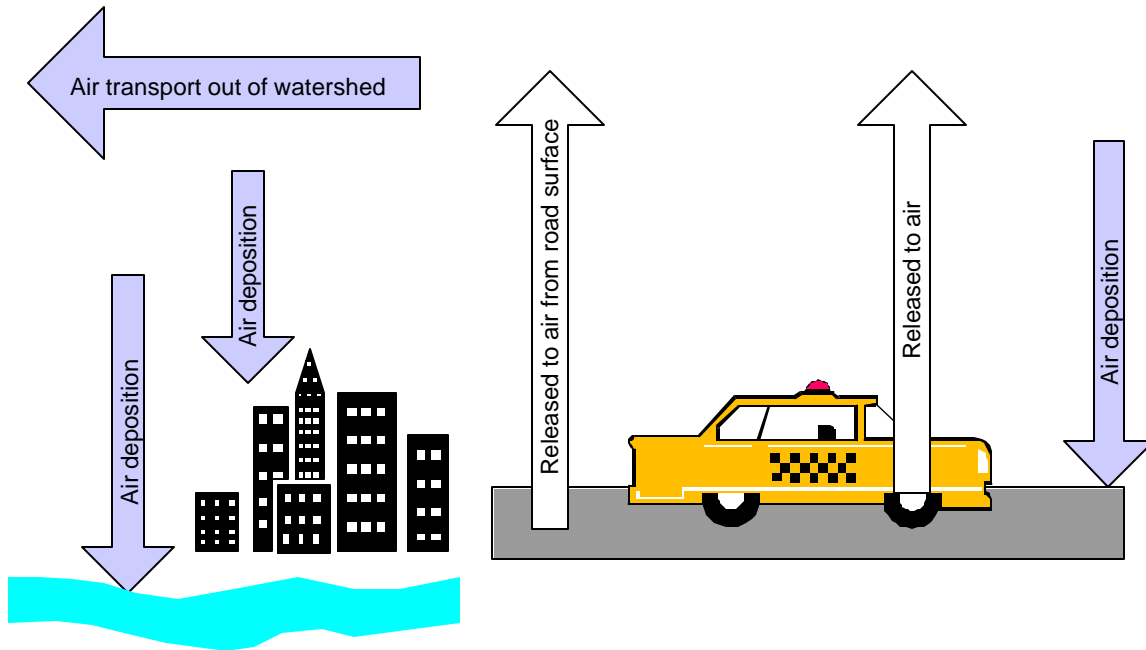 Air transport out of watershed
Air deposition
Air deposition
Released to air from road surface
Released to air
Air deposition